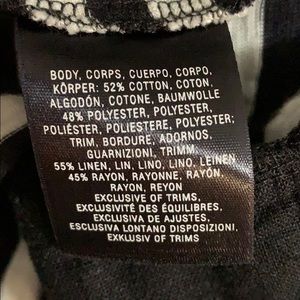 BODY, CORPS, CUERPO, CORPO,
KÖRPER: 52% COTTON, COTON,
ALGODÓN, COTONE, BAUMWOLLE
48% POLYESTER, POLYESTER,
POLIÉSTER, POLIESTERE, POLYESTER;
TRIM, BORDURE, ADORNOS,
GUARNIZIONI, TRIMM
55% LINEN, LIN, LINO, LINO, LEINEN
45% RAYON, RAYONNE, RAYÓN,
RAYON, REYON
EXCLUSIVE OF TRIMS,
EXCLUSIVITÉ DES ÉQUILIBRES,
EXCLUSIVA DE AJUSTES,
ESCLUSIVA LONTANO DISPOSIZIONI,
EXKLUSIV OF TRIMS